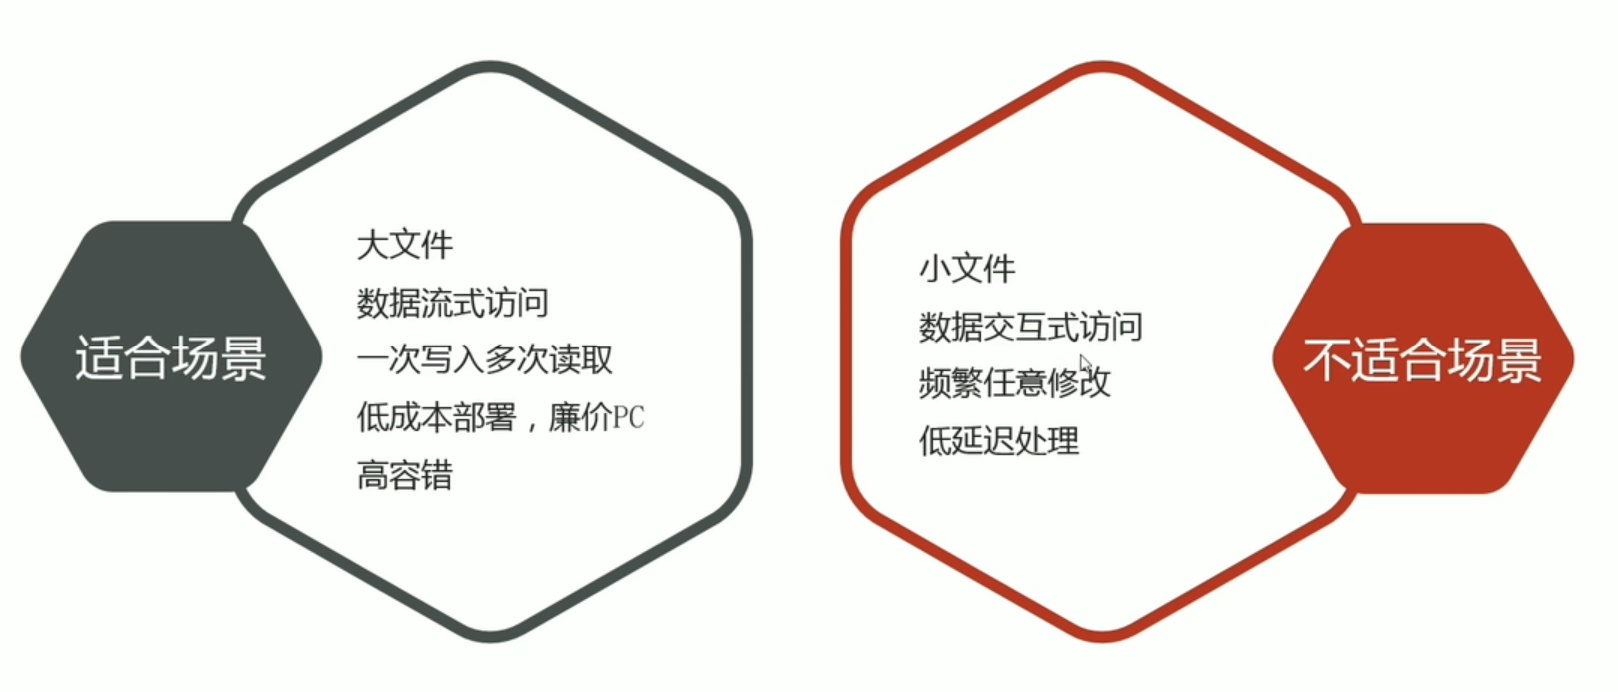 适合场景
大文件
数据流式访问
一次写入多次读取
低成本部署，廉价PC
高容错
小文件
数据交互式访问
频繁任意修改
低延迟处理
不适合场景